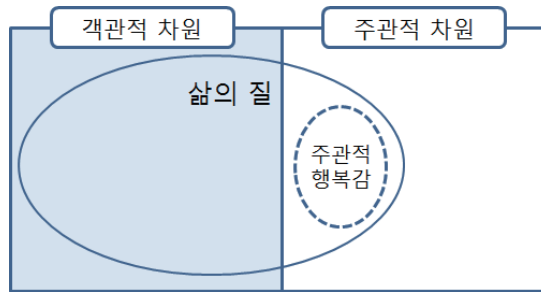 객관적 차원
주관적 차원
삶의 질
주관적
행복감